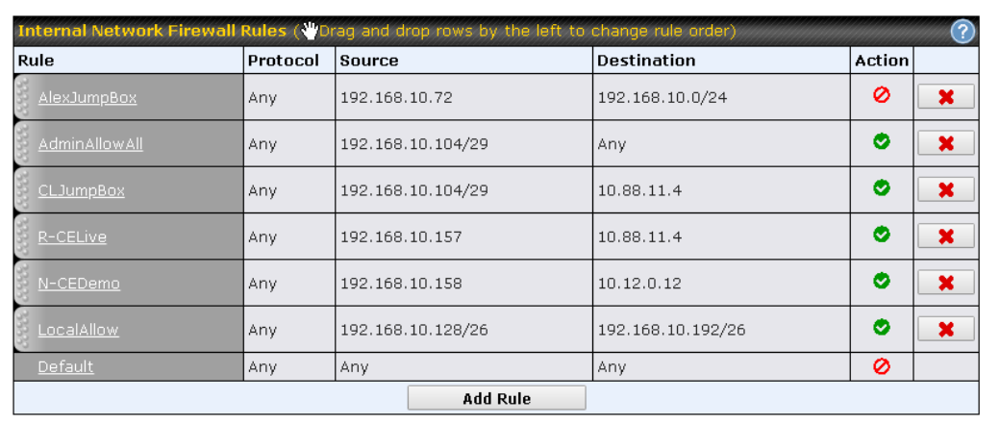 Internal Network Firewall Rules (Drag and drop rows by the left to change rule order) ?
Rule Protocol Source Destination Action
AlexJumpBox Any 192.168.10.72 192.168.10.0/24
AdminAllowAll Any 192.168.10.104/29 Any
CLJumpBox Any 192.168.10.104/29 10.88.11.4
R-CELive Any 192.168.10.157 10.88.11.4
N-CEDemo Any 192.168.10.158 10.12.0.12
LocalAllow Any 192.168.10.128/26 192.168.10.192/26
Default Any Any Any
Add Rule